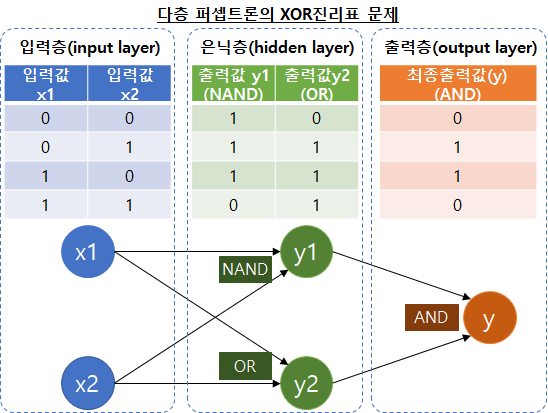 다층 퍼셉트론의 XOR진리표 문제
입력층(input layer)
은닉층(hidden layer)
출력층(output layer)
입력값 입력값
x1 x2
0 0
0 1
1 0
1 1
출력값 y1 출력값y2
(NAND) (OR)
1 0
1 1
1 1
0 1
최종출력값(y)
(AND)
0
1
1
0
x1
x2
NAND
OR
y1
y2
AND
y